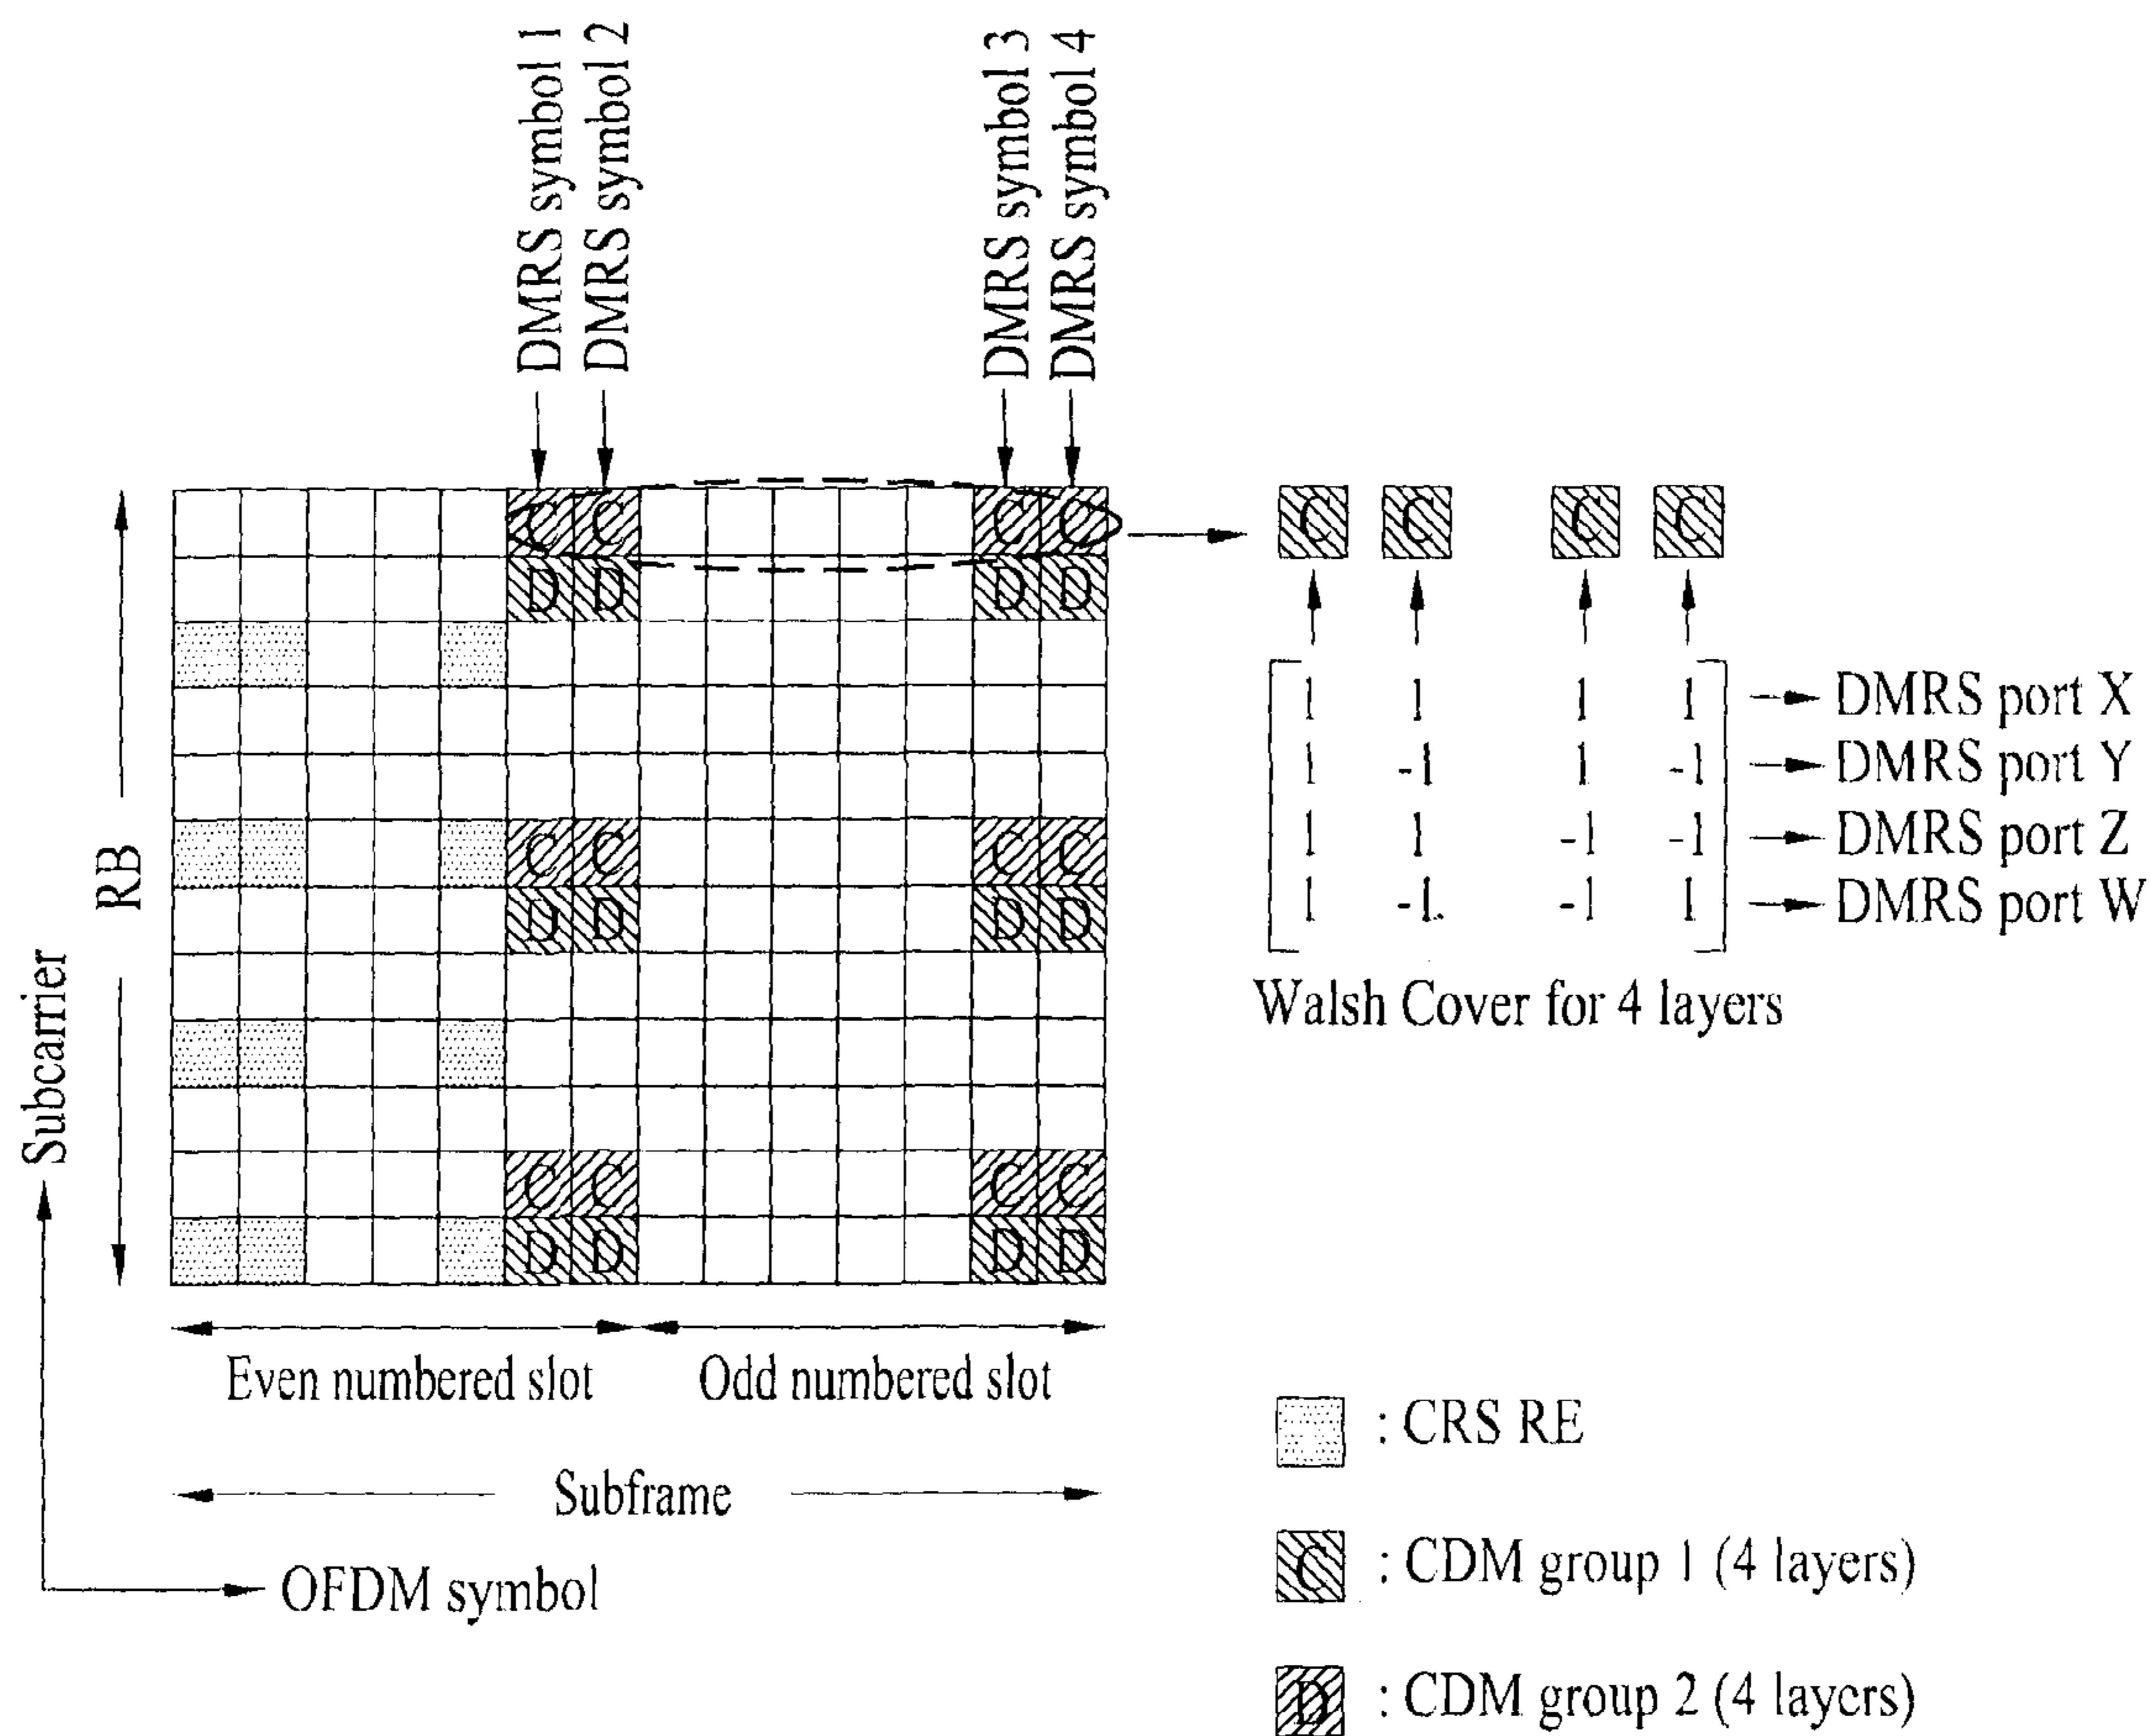 DMRS symbol 1
DMRS symbol 2
DMRS symbol 3
DMRS symbol 4
C C C C
D D D D
C C C C
D D D D
C C C C
D D D D
RB
Subcarrier
OFDM symbol
Even numbered slot
Odd numbered slot
Subframe
C C C C
1 1 1 1 DMRS port X
1 -1 1 -1 DMRS port Y
1 1 -1 -1 DMRS port Z
1 -1 -1 1 DMRS port W
Walsh Cover for 4 layers
: CRS RE
C : CDM group 1 (4 layers)
D : CDM group 2 (4 layers)